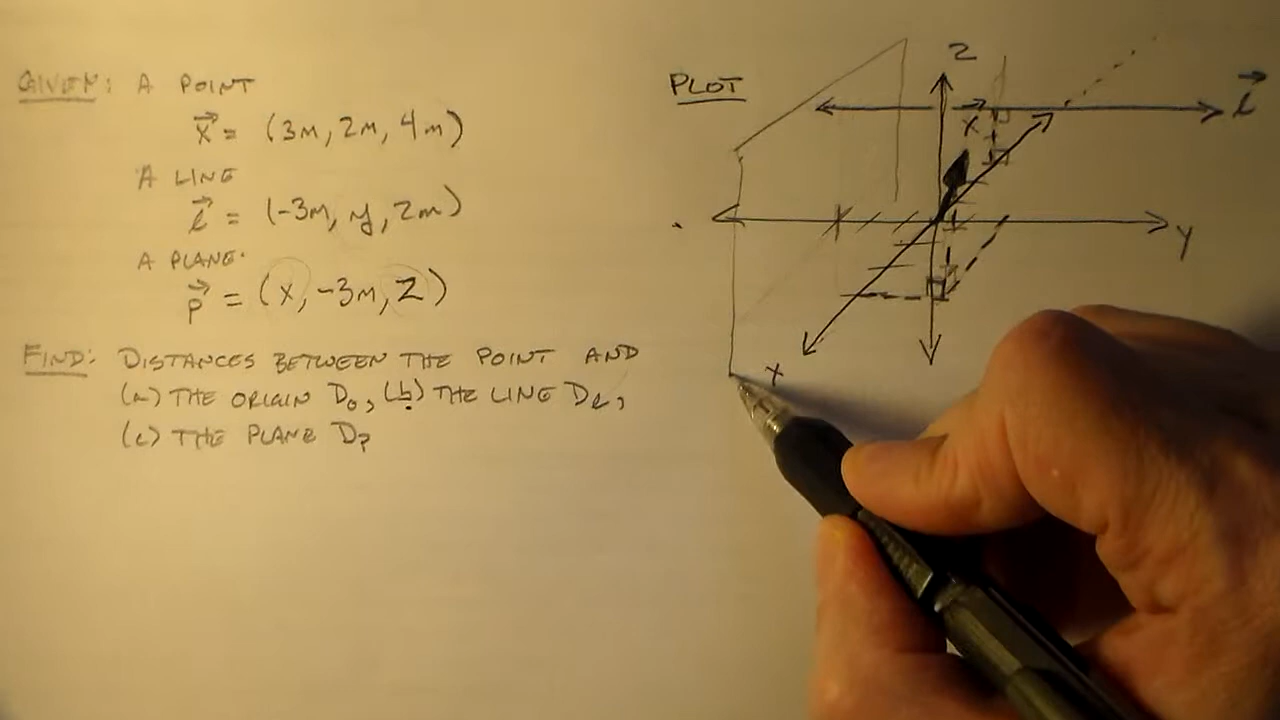 GIVEN: A POINT
x = (3m, 2m, 4m)
A LINE
l = (-3m, y, 2m)
A PLANE.
p = (x, -3m, z)
FIND: DISTANCES BETWEEN THE POINT AND
(a) THE ORIGIN Do, (b) THE LINE Dl,
(c) THE PLANE Dp
PLOT
z
l
x
y
x